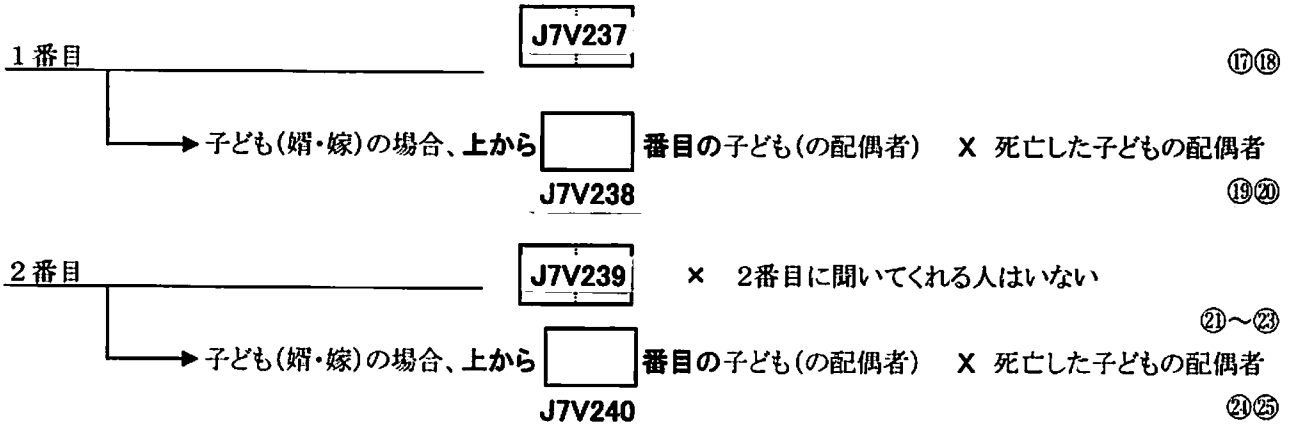 J7V237
1番目
⑰⑱
子ども(婿・嫁)の場合、上から 番目の子ども(の配偶者) X 死亡した子どもの配偶者
J7V238
⑲⑳
2番目 J7V239 × 2番目に聞いてくれる人はいない
㉑~㉓
子ども(婿・嫁)の場合、上から 番目の子ども(の配偶者) X 死亡した子どもの配偶者
J7V240
㉔㉕